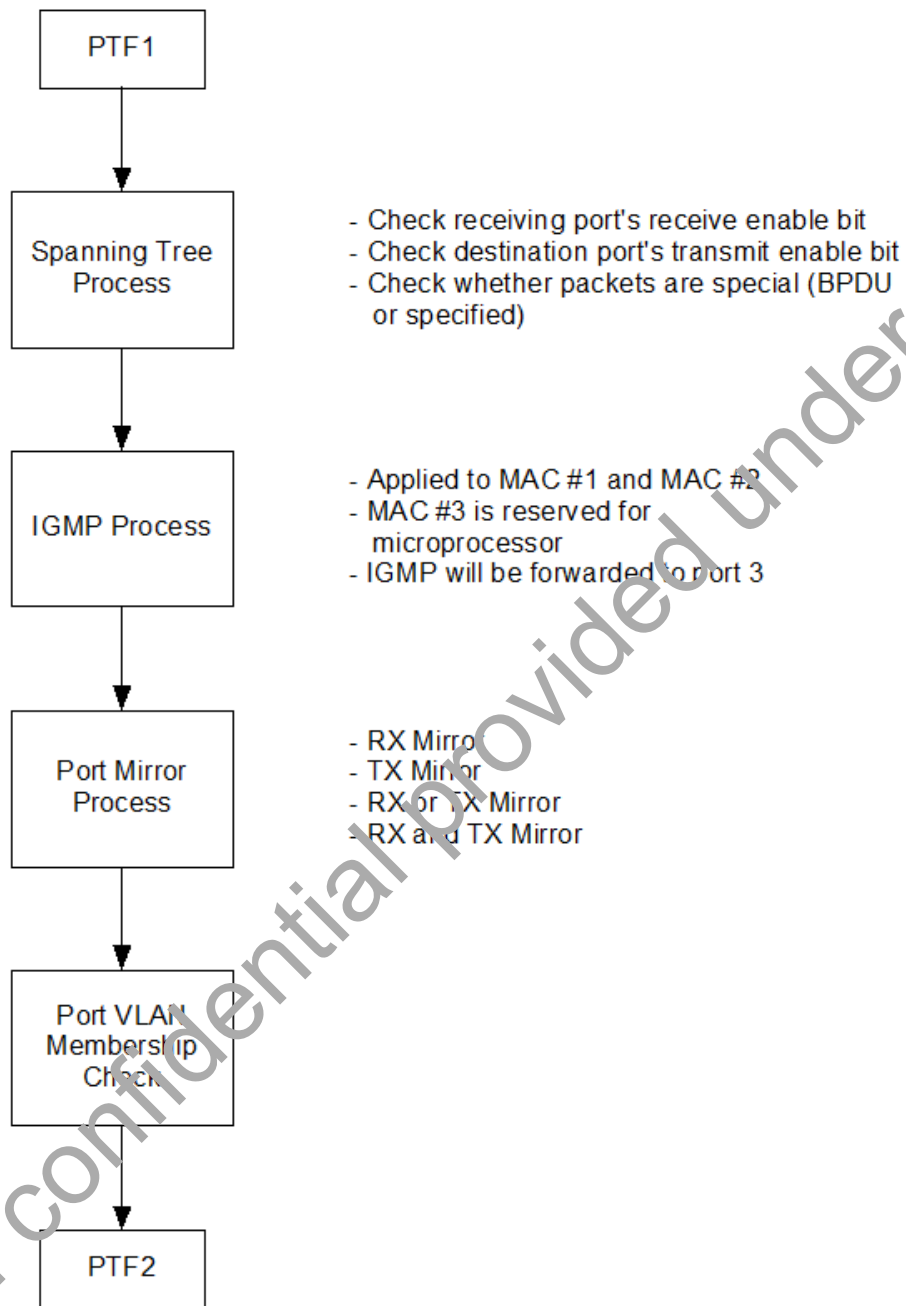 PTF1
Spanning Tree
Process
- Check receiving port's receive enable bit
- Check destination port's transmit enable bit
- Check whether packets are special (BPDU
or specified)
IGMP Process
- Applied to MAC #1 and MAC #2
- MAC #3 is reserved for
microprocessor
- IGMP will be forwarded to port 3
Port Mirror
Process
- RX Mirror
- TX Mirror
- RX or TX Mirror
- RX and TX Mirror
Port VLAN
Membership
Check
PTF2
confidential provided under